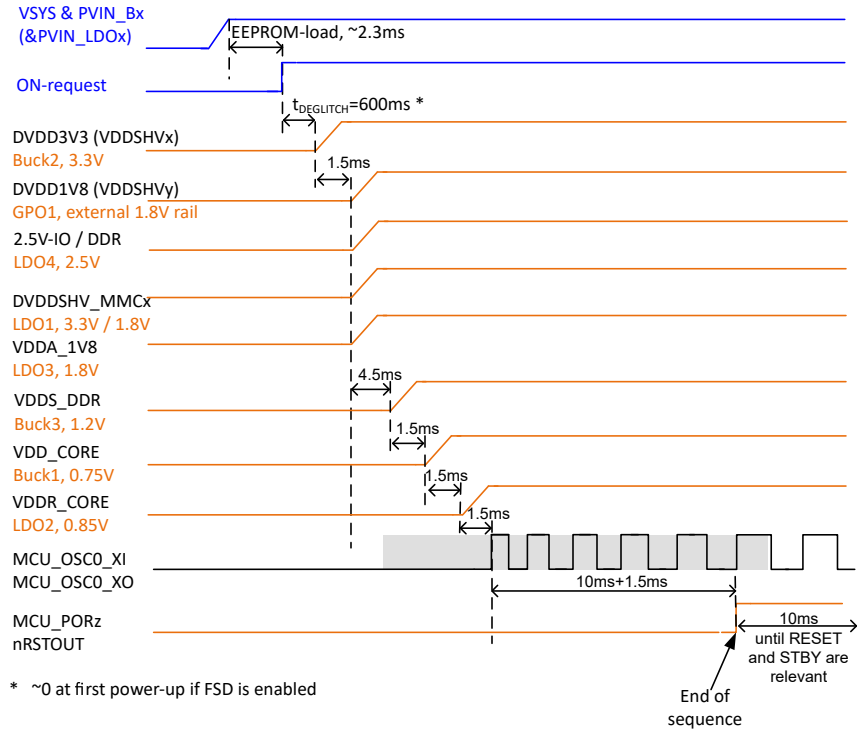 VSYS & PVIN_Bx
(&PVIN_LDOx)
EEPROM-load, ~2.3ms
ON-request
tDEGLITCH=600ms *
DVDD3V3 (VDDSHVx)
Buck2, 3.3V
1.5ms
DVDD1V8 (VDDSHVy)
GPO1, external 1.8V rail
2.5V-IO / DDR
LDO4, 2.5V
DVDDSHV_MMCx
LDO1, 3.3V / 1.8V
VDDA_1V8
LDO3, 1.8V
4.5ms
VDDS_DDR
Buck3, 1.2V
1.5ms
VDD_CORE
Buck1, 0.75V
1.5ms
VDDR_CORE
LDO2, 0.85V
1.5ms
MCU_OSC0_XI
MCU_OSC0_XO
10ms+1.5ms
MCU_PORz
nRSTOUT
10ms
until RESET
and STBY are
relevant
* ~0 at first power-up if FSD is enabled
End of
sequence